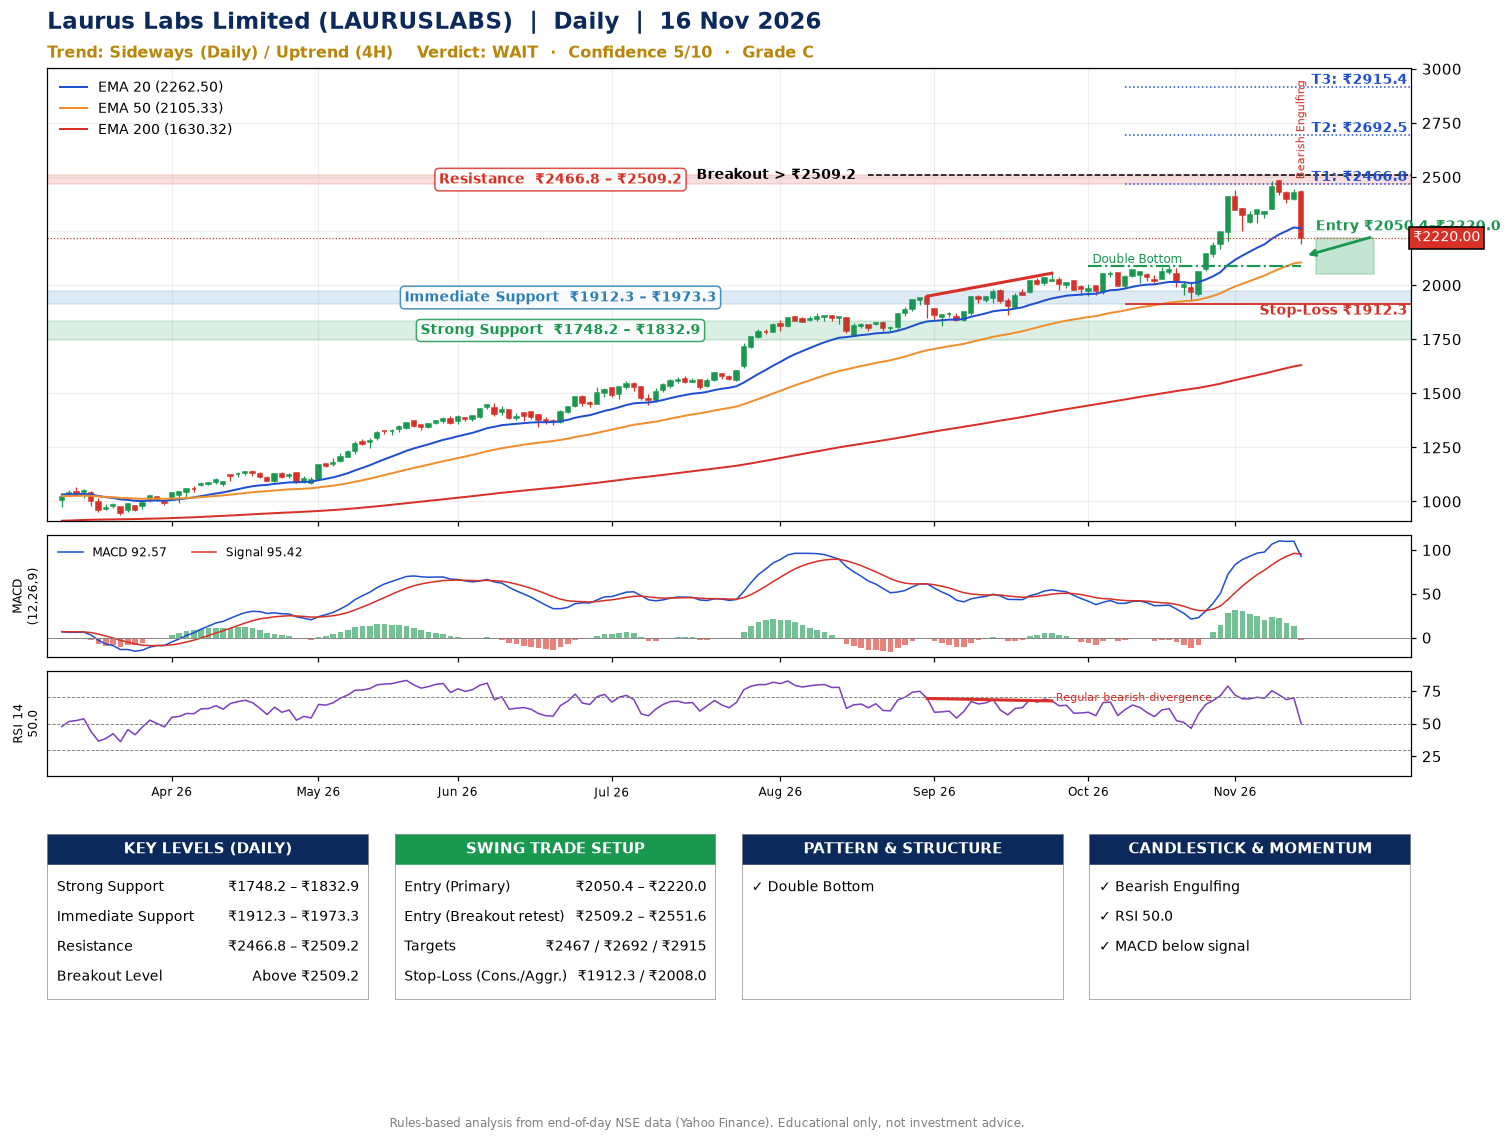 Laurus Labs Limited (LAURUSLABS)  |  Daily  |  16 Nov 2026
Trend: Sideways (Daily) / Uptrend (4H)    Verdict: WAIT  ·  Confidence 5/10  ·  Grade C
EMA 20 (2262.50)
EMA 50 (2105.33)
EMA 200 (1630.32)
T3: ₹2915.4
T2: ₹2692.5
T1: ₹2466.8
Bearish Engulfing
Resistance  ₹2466.8 – ₹2509.2
Breakout > ₹2509.2
Entry ₹2050.4–₹2220.0
₹2220.00
Double Bottom
Immediate Support  ₹1912.3 – ₹1973.3
Stop-Loss ₹1912.3
Strong Support  ₹1748.2 – ₹1832.9
3000
2750
2500
2000
1750
1500
1250
1000
MACD 92.57
Signal 95.42
MACD
(12,26,9)
100
50
0
Regular bearish divergence
RSI 14
50.0
75
50
25
Apr 26
May 26
Jun 26
Jul 26
Aug 26
Sep 26
Oct 26
Nov 26
KEY LEVELS (DAILY)
Strong Support  ₹1748.2 – ₹1832.9
Immediate Support  ₹1912.3 – ₹1973.3
Resistance  ₹2466.8 – ₹2509.2
Breakout Level  Above ₹2509.2
SWING TRADE SETUP
Entry (Primary)  ₹2050.4 – ₹2220.0
Entry (Breakout retest)  ₹2509.2 – ₹2551.6
Targets  ₹2467 / ₹2692 / ₹2915
Stop-Loss (Cons./Aggr.)  ₹1912.3 / ₹2008.0
PATTERN & STRUCTURE
✓ Double Bottom
CANDLESTICK & MOMENTUM
✓ Bearish Engulfing
✓ RSI 50.0
✓ MACD below signal
Rules-based analysis from end-of-day NSE data (Yahoo Finance). Educational only, not investment advice.